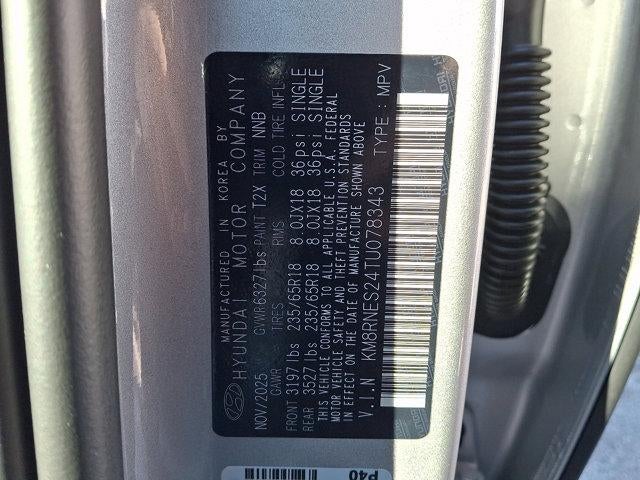 MANUFACTURED IN KOREA BY
HYUNDAI MOTOR COMPANY
NOV/2025 GVWR 6327 lbs PAINT T2X TRIM NNB
GAWR TIRES RIMS COLD TIRE INFL.
FRONT 3197 lbs 235/65R18 8.0JX18 36psi SINGLE
REAR 3527 lbs 235/65R18 8.0JX18 36psi SINGLE
THIS VEHICLE CONFORMS TO ALL APPLICABLE U.S.A. FEDERAL
MOTOR VEHICLE SAFETY AND THEFT PREVENTION STANDARDS
IN EFFECT ON THE DATE OF MANUFACTURE SHOWN ABOVE
V.I.N KM8RNES24TU078343 TYPE : MPV
P40